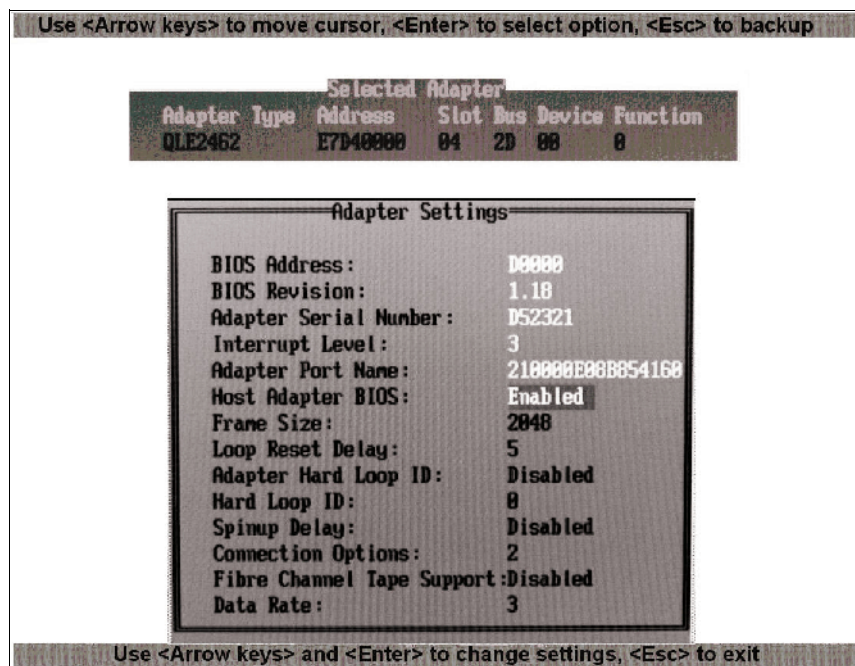 Use <Arrow keys> to move cursor, <Enter> to select option, <Esc> to backup
Selected Adapter
Adapter Type Address Slot Bus Device Function
QLE2462 E7D40000 04 2D 00 0
Adapter Settings
BIOS Address: D0000
BIOS Revision: 1.18
Adapter Serial Number: D52321
Interrupt Level: 3
Adapter Port Name: 210000E08B854160
Host Adapter BIOS: Enabled
Frame Size: 2048
Loop Reset Delay: 5
Adapter Hard Loop ID: Disabled
Hard Loop ID: 0
Spinup Delay: Disabled
Connection Options: 2
Fibre Channel Tape Support:Disabled
Data Rate: 3
Use <Arrow keys> and <Enter> to change settings, <Esc> to exit